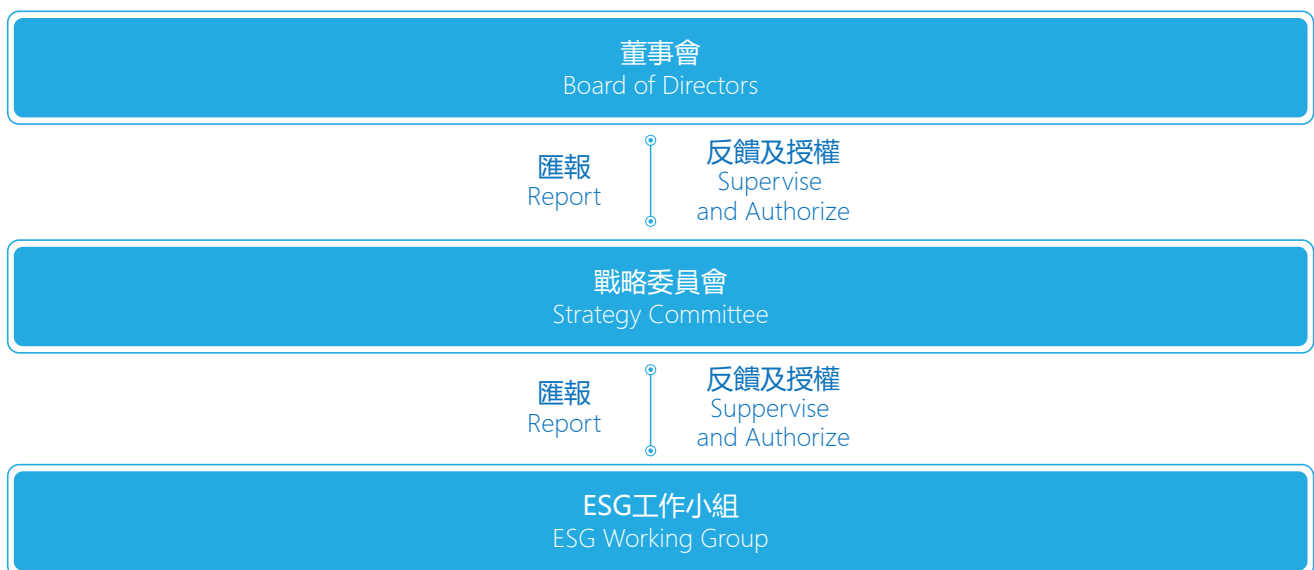 董事會
Board of Directors
匯報
Report
反饋及授權
Supervise
and Authorize
戰略委員會
Strategy Committee
匯報
Report
反饋及授權
Suppervise
and Authorize
ESG工作小組
ESG Working Group